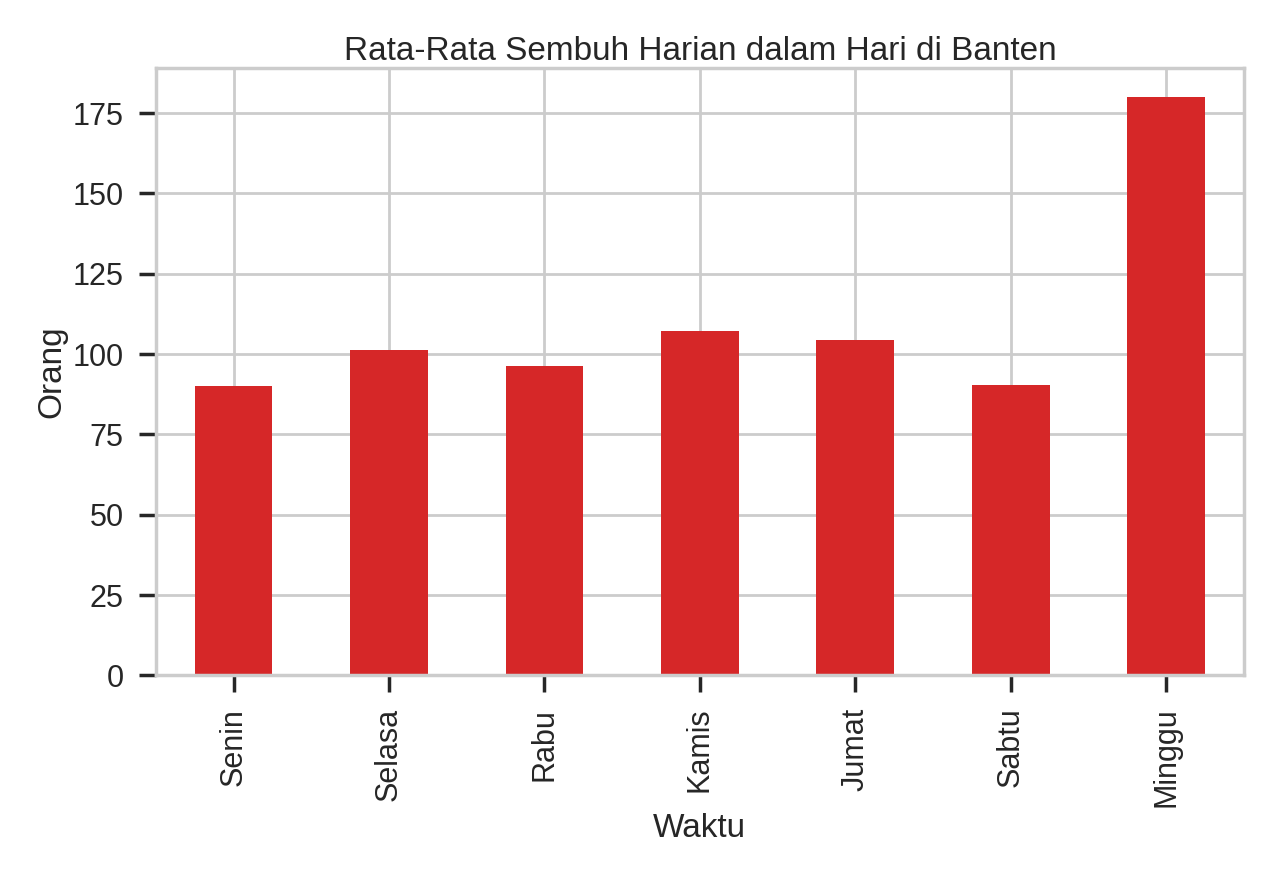 Rata-Rata Sembuh Harian dalam Hari di Banten
Orang
175
150
125
100
75
50
25
0
Senin
Selasa
Rabu
Kamis
Jumat
Sabtu
Minggu
Waktu